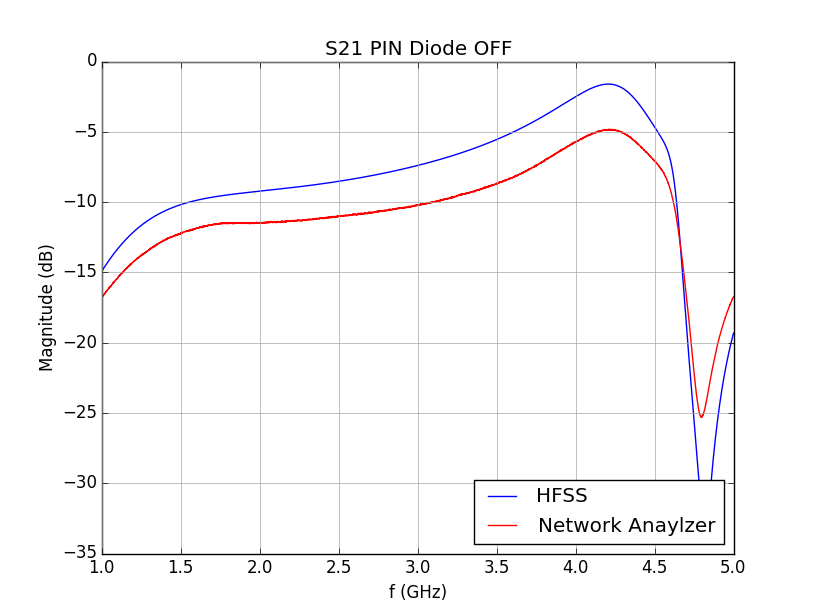 S21 PIN Diode OFF
0
−5
−10
−15
−20
−25
−30
−35
Magnitude (dB)
HFSS
Network Anaylzer
1.0 1.5 2.0 2.5 3.0 3.5 4.0 4.5 5.0
f (GHz)